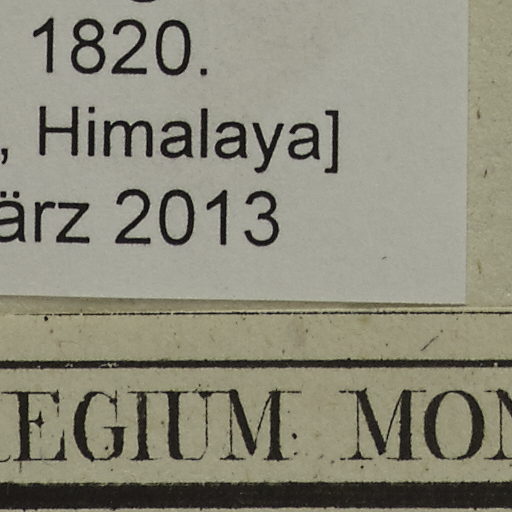 1820.
, Himalaya]
ärz 2013
EGIUM MON